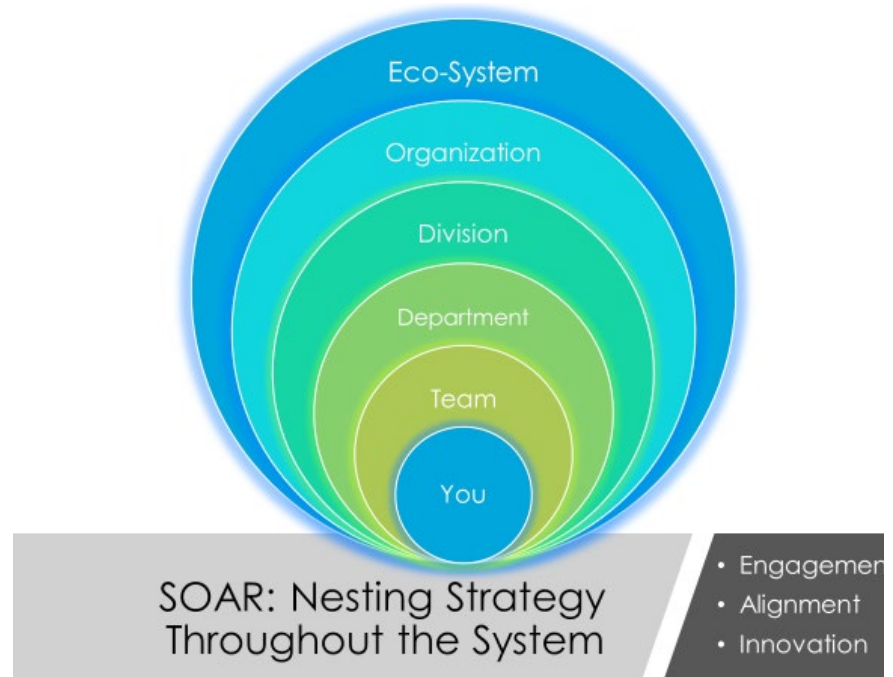 Eco-System
Organization
Division
Department
Team
You
SOAR: Nesting Strategy
Throughout the System
• Engagemen
• Alignment
• Innovation